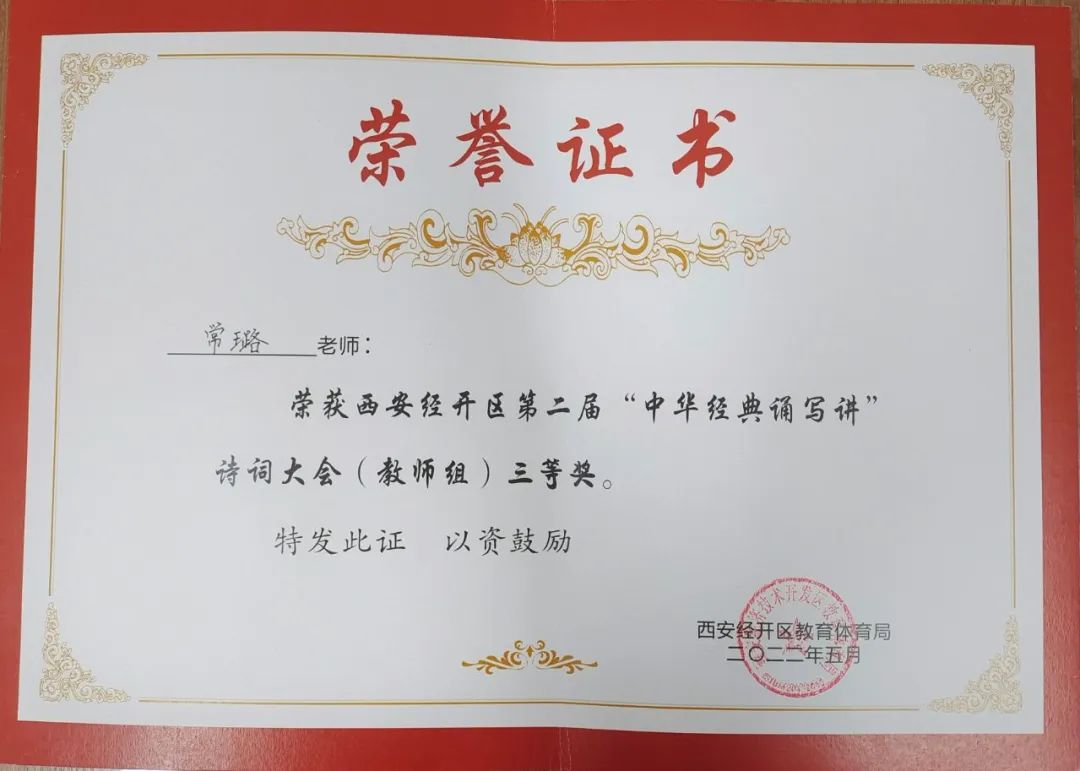 荣誉证书
常璐 老师：
荣获西安经开区第二届“中华经典诵写讲”
诗词大会（教师组）三等奖。
特发此证 以资鼓励
西安经开区教育体育局
二〇二二年五月